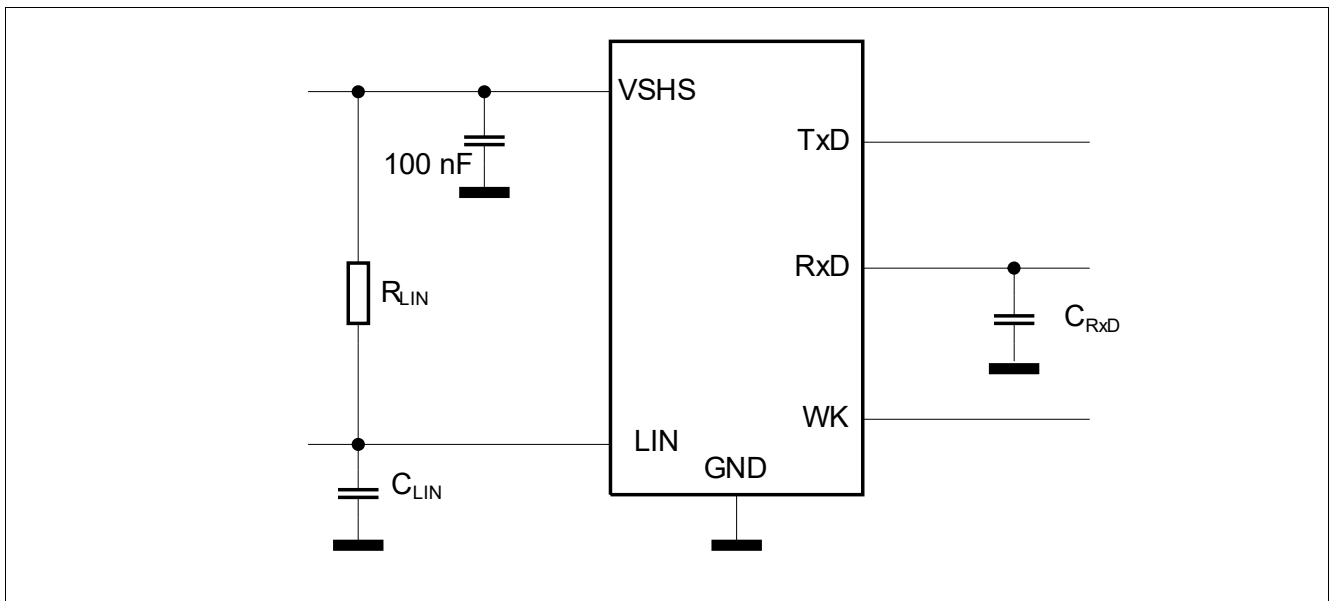 VSHS
TxD
100 nF
RxD
RLIN
CRxD
WK
LIN
GND
CLIN